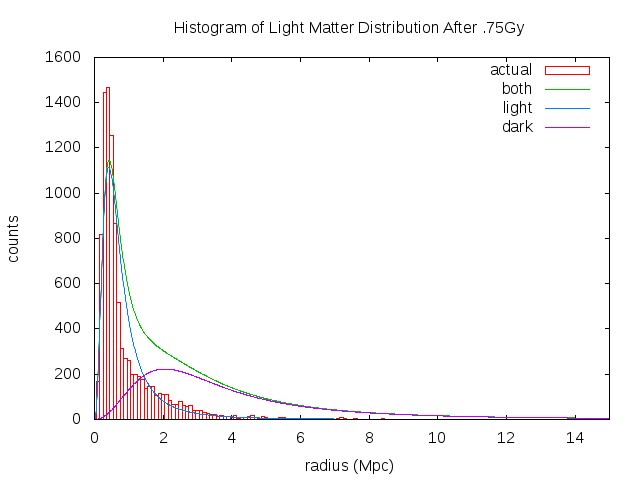 Histogram of Light Matter Distribution After .75Gy
1600
1400
1200
1000
800
600
400
200
0
counts
actual
both
light
dark
0 2 4 6 8 10 12 14
radius (Mpc)